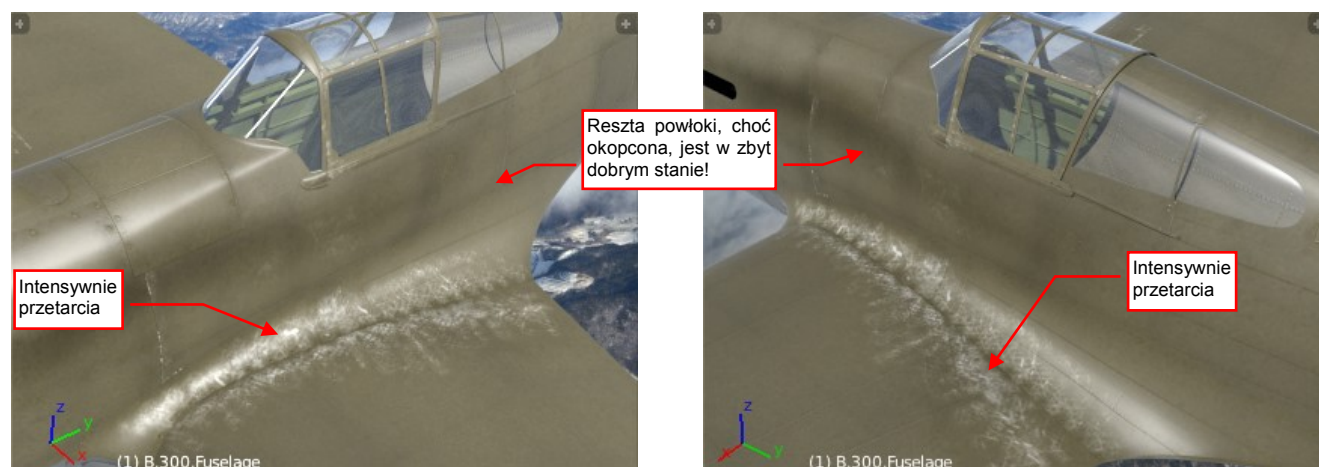 Reszta powłoki, choć
okopcona, jest w zbyt
dobrym stanie!
Intensywnie
przetarcia
Intensywnie
przetarcia
z
y
x
(1) B.300.Fuselage
z
x
y
(1) B.300.Fuselage